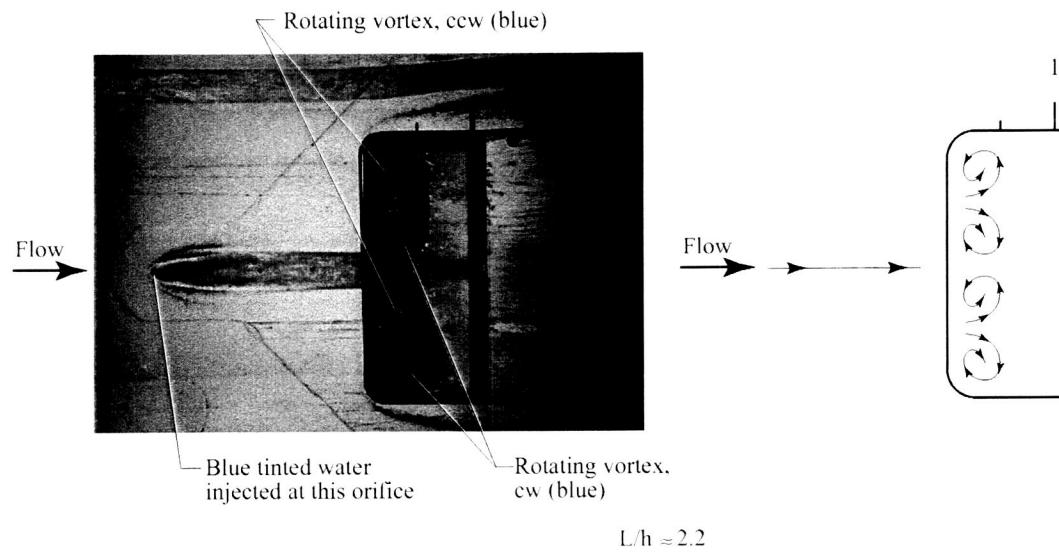 Rotating vortex, ccw (blue)
1
Flow
Flow
Blue tinted water
injected at this orifice
Rotating vortex,
cw (blue)
L/h ≈ 2.2